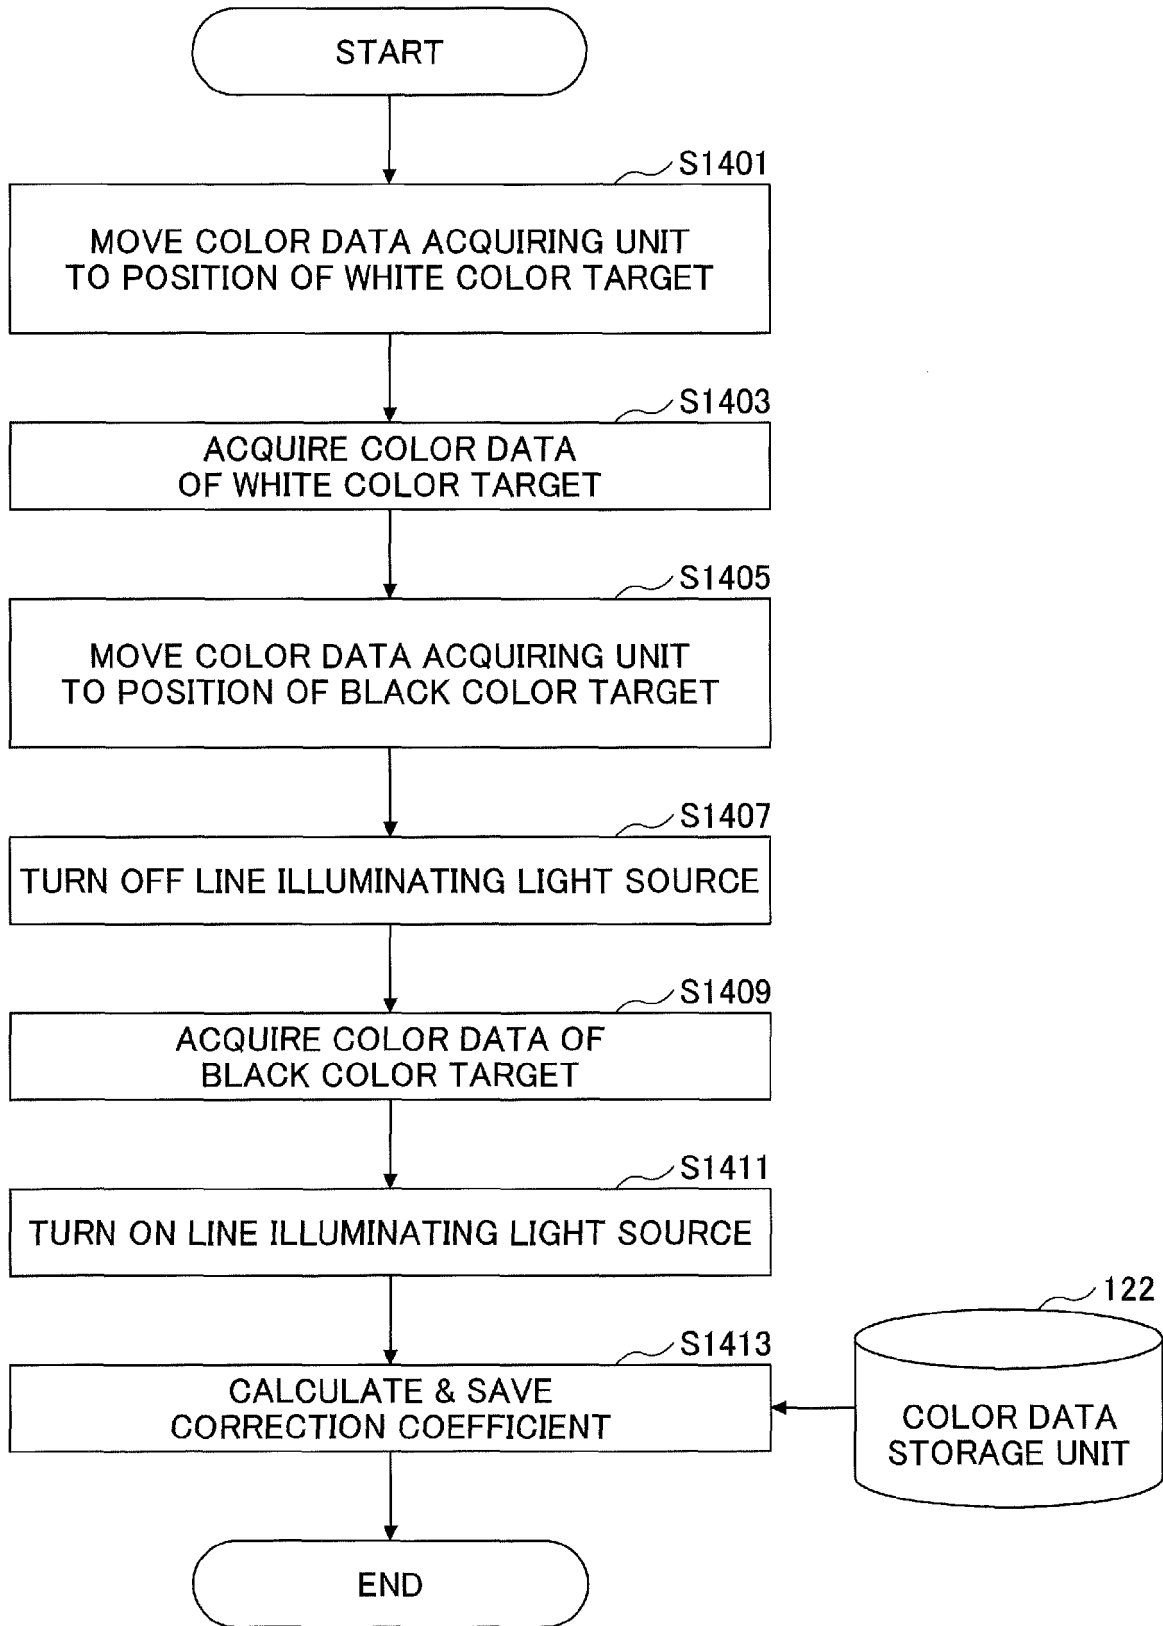 START
S1401
MOVE COLOR DATA ACQUIRING UNIT
TO POSITION OF WHITE COLOR TARGET
S1403
ACQUIRE COLOR DATA
OF WHITE COLOR TARGET
S1405
MOVE COLOR DATA ACQUIRING UNIT
TO POSITION OF BLACK COLOR TARGET
S1407
TURN OFF LINE ILLUMINATING LIGHT SOURCE
S1409
ACQUIRE COLOR DATA OF
BLACK COLOR TARGET
S1411
TURN ON LINE ILLUMINATING LIGHT SOURCE
S1413
CALCULATE & SAVE
CORRECTION COEFFICIENT
122
COLOR DATA
STORAGE UNIT
END